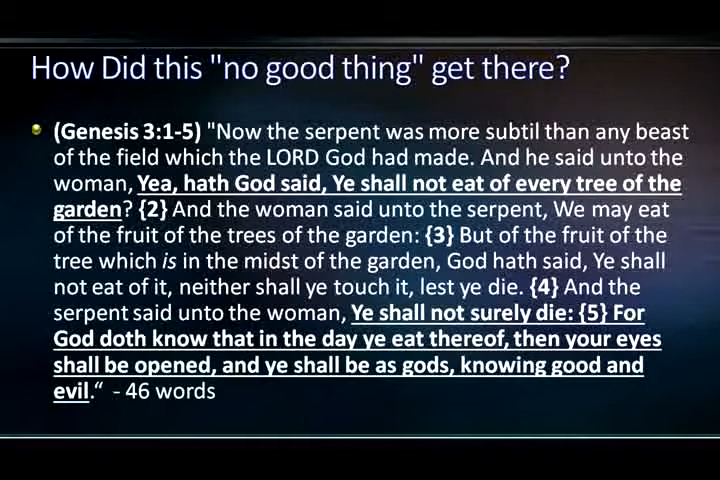 How Did this "no good thing" get there?
(Genesis 3:1-5) "Now the serpent was more subtil than any beast
of the field which the LORD God had made. And he said unto the
woman, Yea, hath God said, Ye shall not eat of every tree of the
garden? {2} And the woman said unto the serpent, We may eat
of the fruit of the trees of the garden: {3} But of the fruit of the
tree which is in the midst of the garden, God hath said, Ye shall
not eat of it, neither shall ye touch it, lest ye die. {4} And the
serpent said unto the woman, Ye shall not surely die: {5} For
God doth know that in the day ye eat thereof, then your eyes
shall be opened, and ye shall be as gods, knowing good and
evil.“ - 46 words